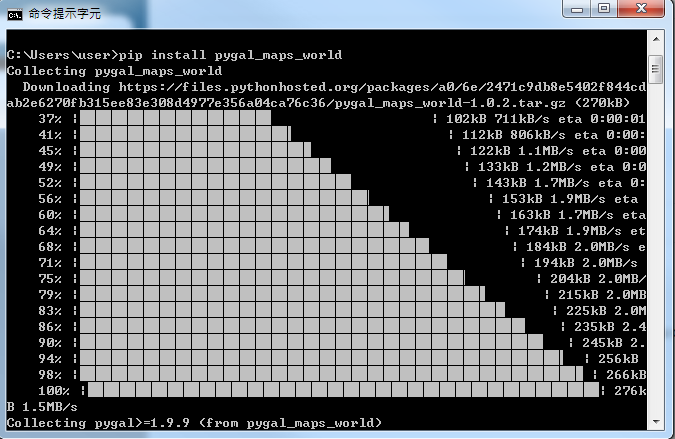 命令提示字元
C:\Users\user>pip install pygal_maps_world
Collecting pygal_maps_world
  Downloading https://files.pythonhosted.org/packages/a0/6e/2471c9db8e5402f844cd
ab2e6270fb315ee83e308d4977e356a04ca76c36/pygal_maps_world-1.0.2.tar.gz (270kB)
37% | | 102kB 711kB/s eta 0:00:01
41% | | 112kB 806kB/s eta 0:00:
45% | | 122kB 1.1MB/s eta 0:00
49% | | 133kB 1.2MB/s eta 0:0
52% | | 143kB 1.7MB/s eta 0:
56% | | 153kB 1.9MB/s eta
60% | | 163kB 1.7MB/s eta
64% | | 174kB 1.9MB/s et
68% | | 184kB 2.0MB/s e
71% | | 194kB 2.0MB/s
75% | | 204kB 2.0MB/
79% | | 215kB 2.0MB
83% | | 225kB 2.0M
86% | | 235kB 2.4
90% | | 245kB 2.
94% | | 256kB
98% | | 266kB
100% | | 276k
B 1.5MB/s
Collecting pygal>=1.9.9 (from pygal_maps_world)